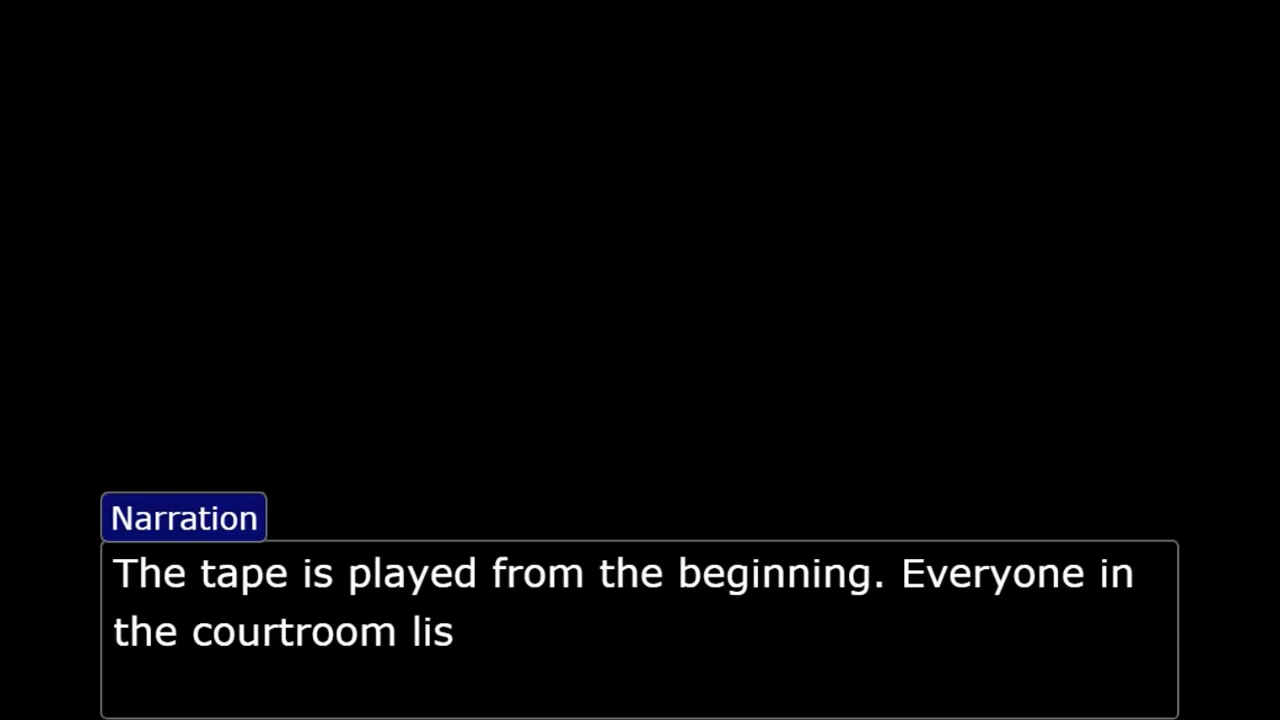 Narration
The tape is played from the beginning. Everyone in
the courtroom lis